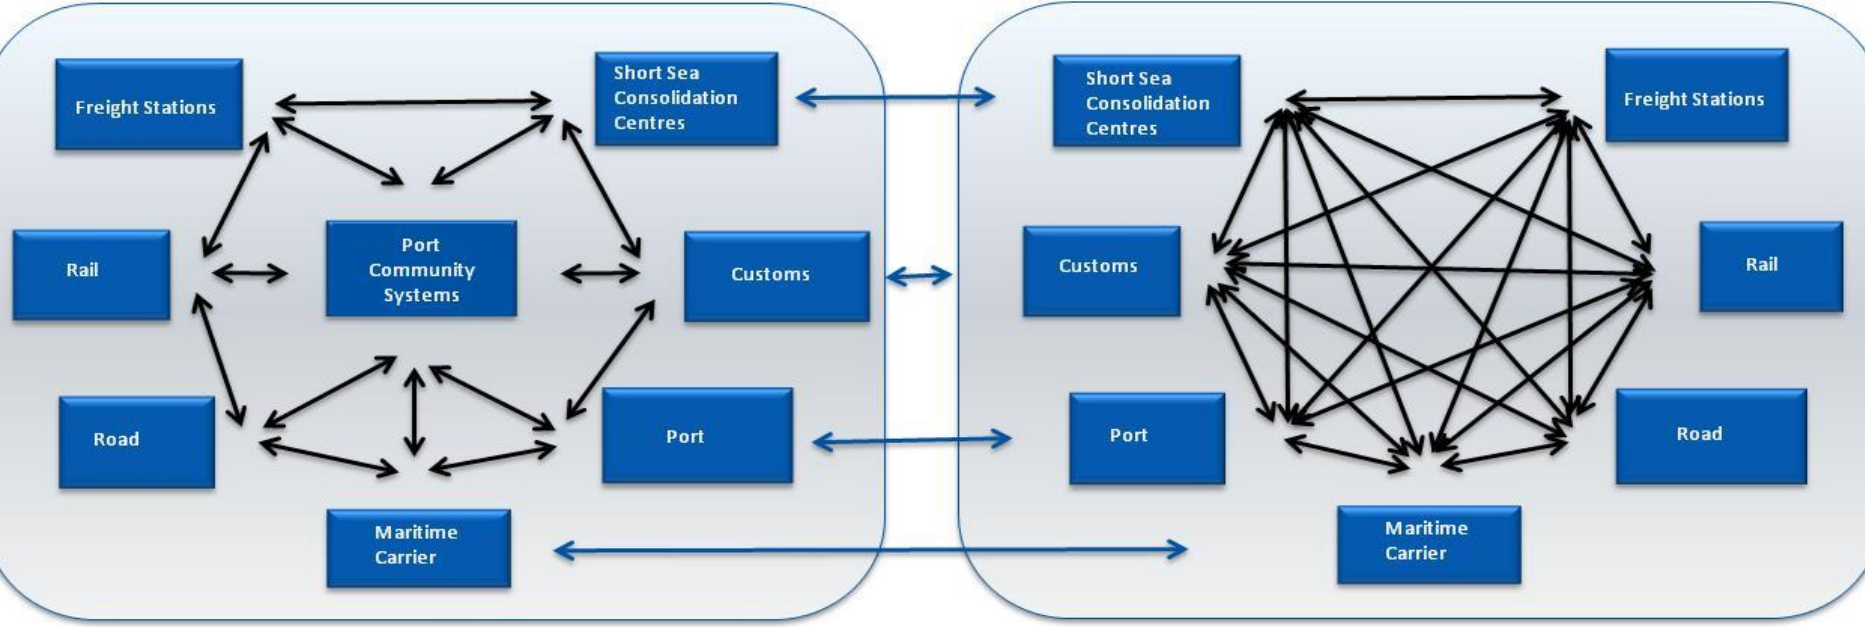 Freight Stations
Short Sea
Consolidation
Centres
Rail
Port
Community
Systems
Customs
Road
Port
Maritime
Carrier
Short Sea
Consolidation
Centres
Freight Stations
Customs
Rail
Port
Road
Maritime
Carrier